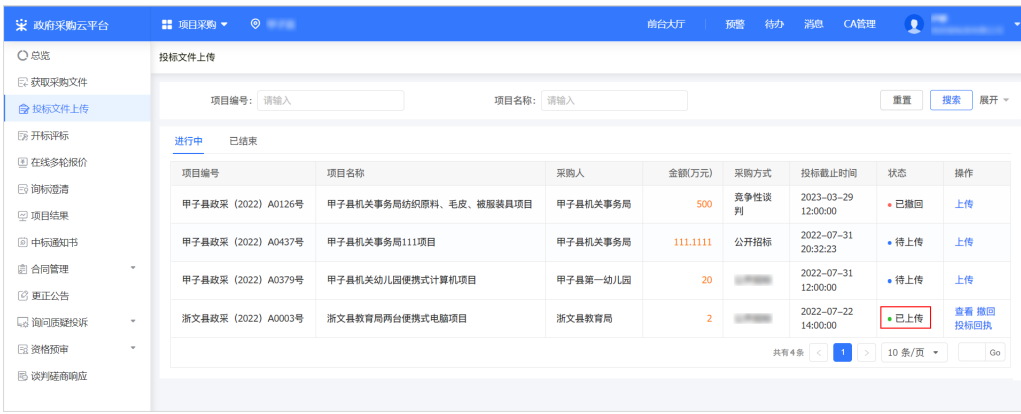 政府采购云平台
项目采购
前台大厅 预警 待办 消息 CA管理
总览
获取采购文件
投标文件上传
开标评标
在线多轮报价
询标澄清
项目结果
中标通知书
合同管理
更正公告
询问质疑投诉
资格预审
谈判磋商响应
投标文件上传
项目编号： 请输入 项目名称： 请输入 重置 搜索 展开
进行中 已结束
项目编号 项目名称 采购人 金额(万元) 采购方式 投标截止时间 状态 操作
甲子县政采（2022）A0126号 甲子县机关事务局纺织原料、毛皮、被服装具项目 甲子县机关事务局 500 竞争性谈判 2023-03-29 12:00:00 已撤回 上传
甲子县政采（2022）A0437号 甲子县机关事务局111项目 甲子县机关事务局 111.1111 公开招标 2022-07-31 20:32:23 待上传 上传
甲子县政采（2022）A0379号 甲子县机关幼儿园便携式计算机项目 甲子县第一幼儿园 20 2022-07-31 12:00:00 待上传 上传
浙文县政采（2022）A0003号 浙文县教育局两台便携式电脑项目 浙文县教育局 2 2022-07-22 14:00:00 已上传 查看 撤回 投标回执
共有4条 < 1 > 10 条/页 Go